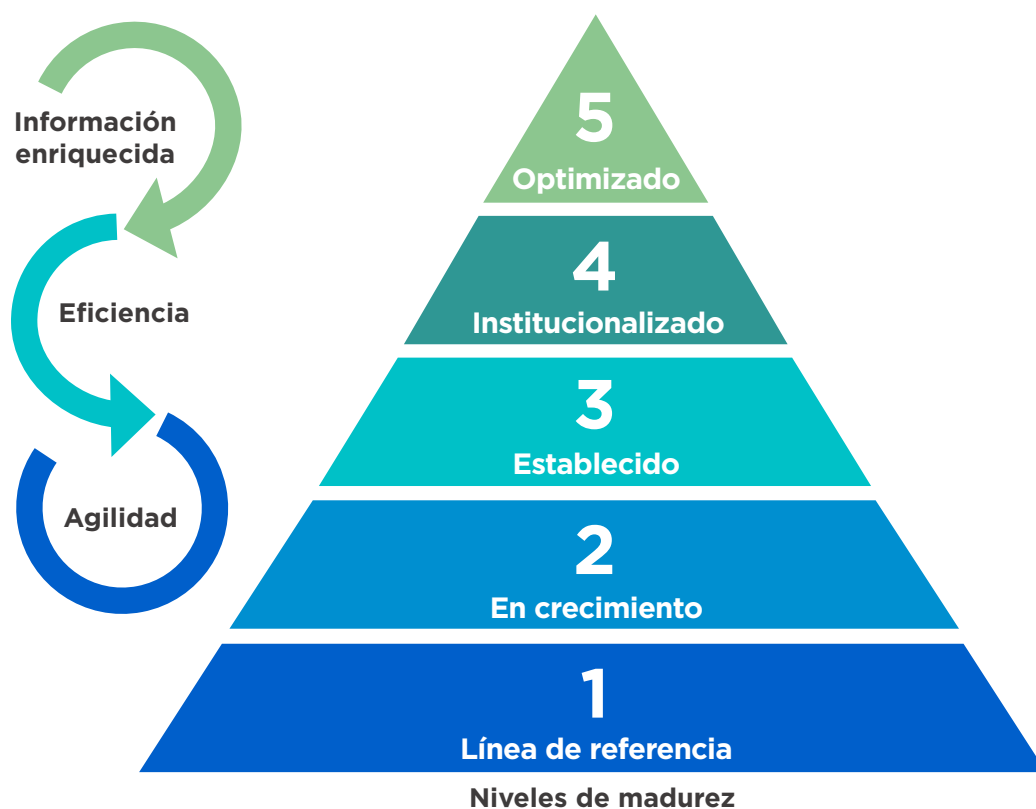 Información
enriquecida
Eficiencia
Agilidad
5
Optimizado
4
Institucionalizado
3
Establecido
2
En crecimiento
1
Línea de referencia
Niveles de madurez